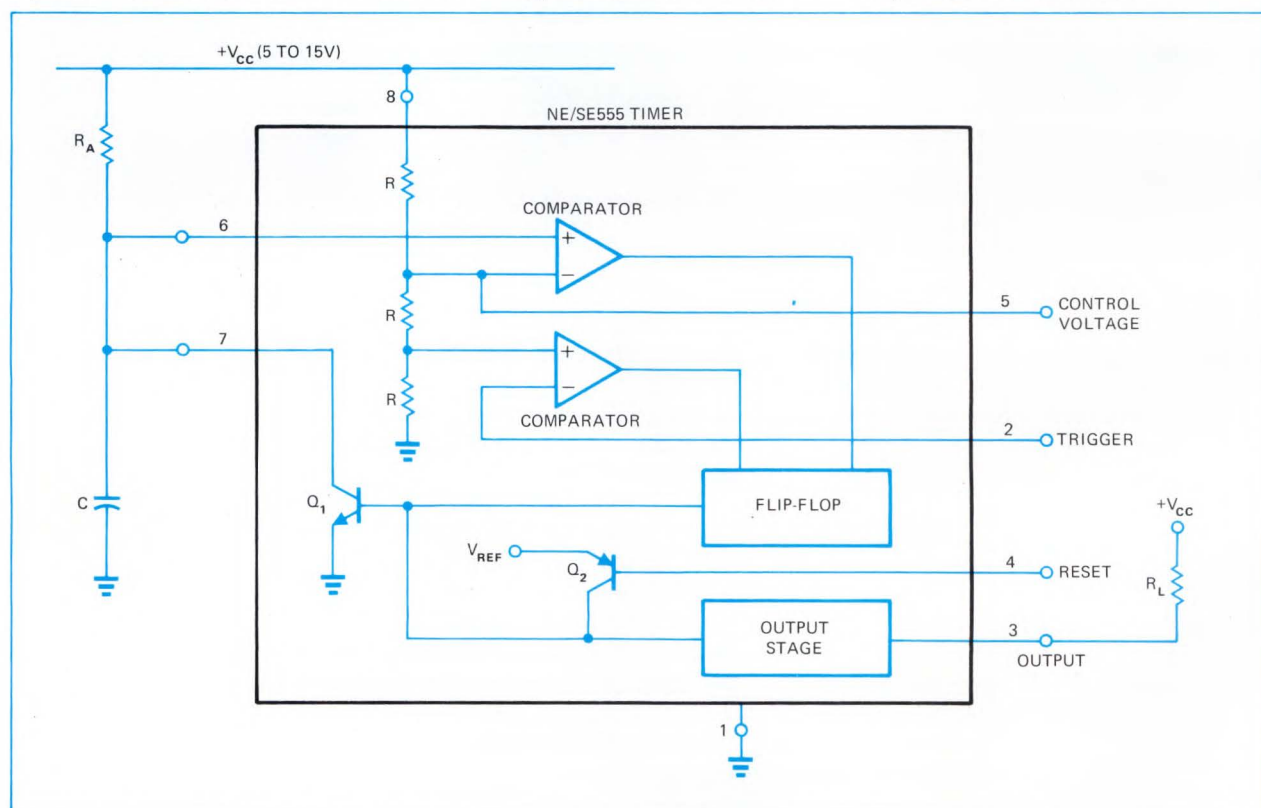 +VCC (5 TO 15V)
8
NE/SE555 TIMER
RA
R
COMPARATOR
6
+
−
5
CONTROL
VOLTAGE
R
7
+
−
R
COMPARATOR
2
TRIGGER
C
Q1
FLIP-FLOP
+VCC
VREF
Q2
4
RESET
RL
OUTPUT
STAGE
3
OUTPUT
1